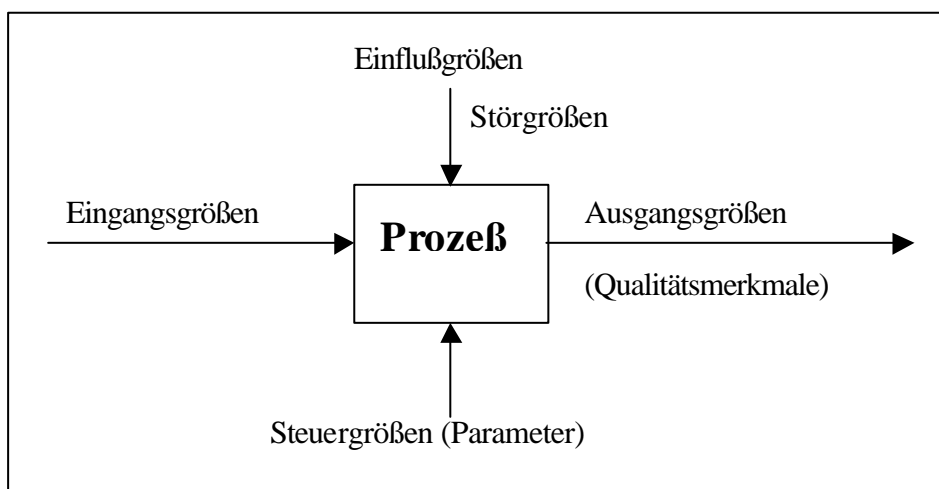 Einflußgrößen
Störgrößen
Eingangsgrößen
Prozeß
Ausgangsgrößen
(Qualitätsmerkmale)
Steuergrößen (Parameter)